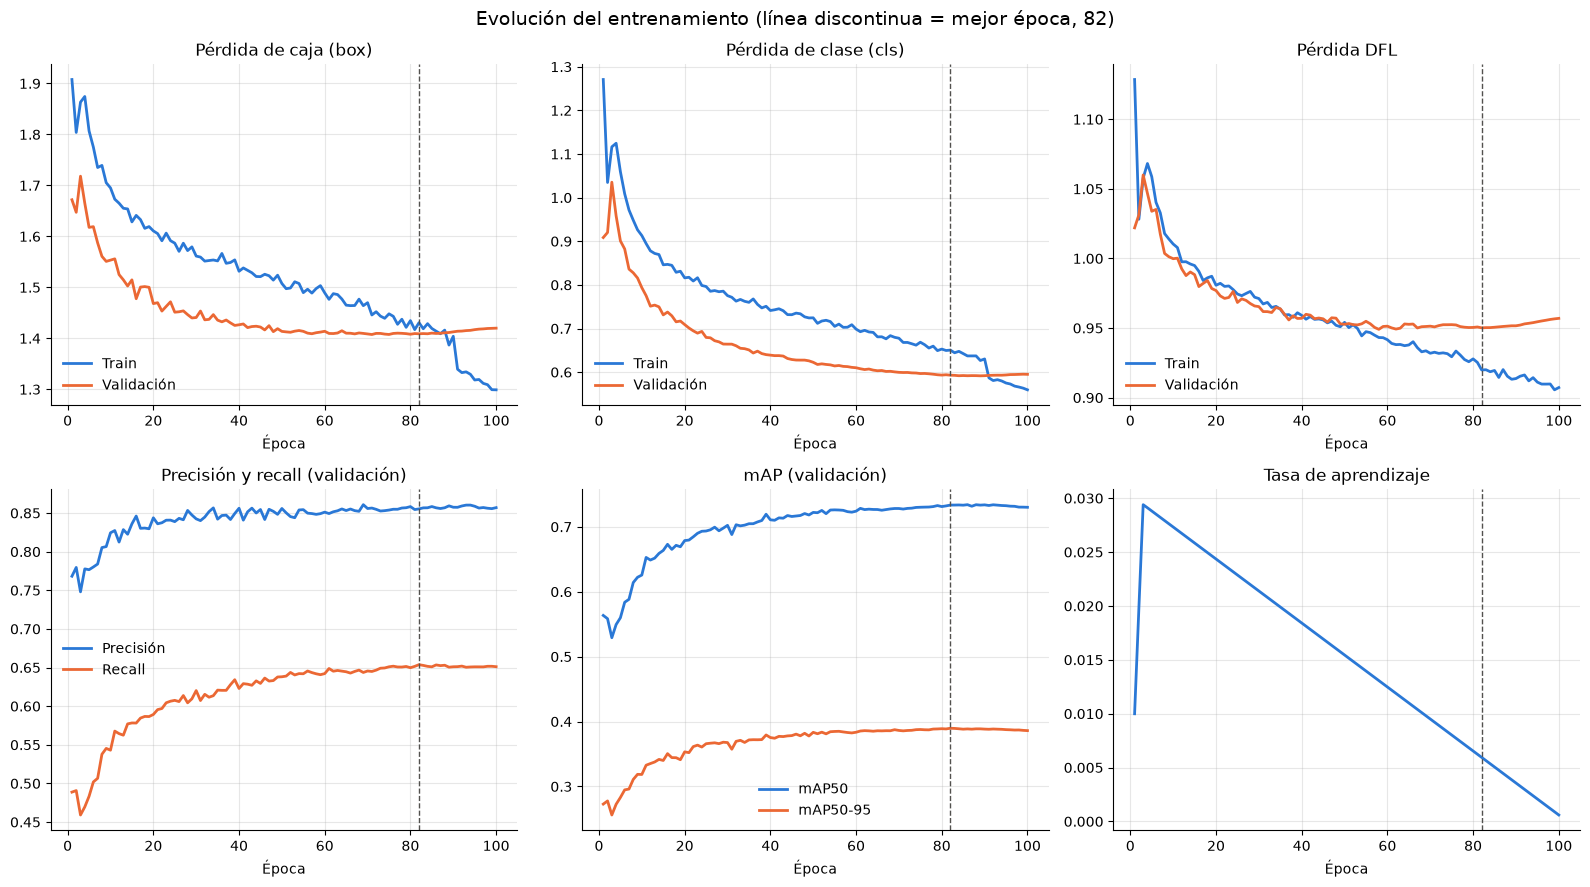 Evolución del entrenamiento (línea discontinua = mejor época, 82)
Pérdida de caja (box)
1.9
1.8
1.7
1.6
1.5
1.4
1.3
Train
Validación
0 20 40 60 80 100
Época
Pérdida de clase (cls)
1.3
1.2
1.1
1.0
0.9
0.8
0.7
0.6
Train
Validación
0 20 40 60 80 100
Época
Pérdida DFL
1.10
1.05
1.00
0.95
0.90
Train
Validación
0 20 40 60 80 100
Época
Precisión y recall (validación)
0.85
0.80
0.75
0.70
0.65
0.60
0.55
0.50
0.45
Precisión
Recall
0 20 40 60 80 100
Época
mAP (validación)
0.7
0.6
0.5
0.4
0.3
mAP50
mAP50-95
0 20 40 60 80 100
Época
Tasa de aprendizaje
0.030
0.025
0.020
0.015
0.010
0.005
0.000
0 20 40 60 80 100
Época